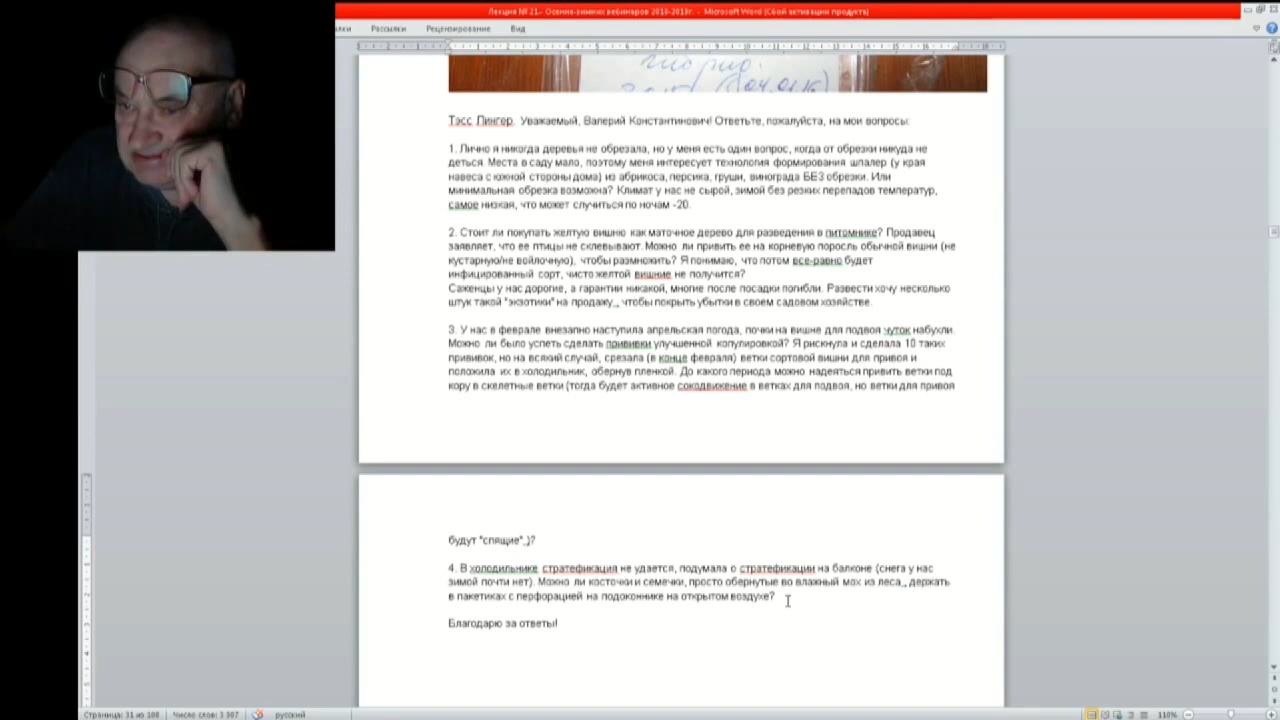 Лекция № 21.- Осенне-зимних вебинаров 2018-2019г. - Microsoft Word (Сбой активации продукта)
Рассылки Рецензирование Вид
Тэсс Лингер. Уважаемый, Валерий Константинович! Ответьте, пожалуйста, на мои вопросы:
1. Лично я никогда деревья не обрезала, но у меня есть один вопрос, когда от обрезки никуда не
деться. Места в саду мало, поэтому меня интересует технология формирования шпалер (у края
навеса с южной стороны дома) из абрикоса, персика, груши, винограда БЕЗ обрезки. Или
минимальная обрезка возможна? Климат у нас не сырой, зимой без резких перепадов температур,
самое низкая, что может случиться по ночам -20.
2. Стоит ли покупать желтую вишню как маточное дерево для разведения в питомнике? Продавец
заявляет, что ее птицы не склевывают. Можно ли привить ее на корневую поросль обычной вишни (не
кустарную/не войлочную), чтобы размножить? Я понимаю, что потом все-равно будет
инфицированный сорт, чисто желтой вишние не получится?
Саженцы у нас дорогие, а гарантии никакой, многие после посадки погибли. Развести хочу несколько
штук такой "экзотики" на продажу , чтобы покрыть убытки в своем садовом хозяйстве.
3. У нас в феврале внезапно наступила апрельская погода, почки на вишне для подвоя чуток набухли.
Можно ли было успеть сделать прививки улучшенной копулировкой? Я рискнула и сделала 10 таких
прививок, но на всякий случай, срезала (в конце февраля) ветки сортовой вишни для привоя и
положила их в холодильник, обернув пленкой. До какого периода можно надеяться привить ветки под
кору в скелетные ветки (тогда будет активное сокодвижение в ветках для подвоя, но ветки для привоя
будут "спящие" )?
4. В холодильнике стратефикация не удается, подумала о стратефикации на балконе (снега у нас
зимой почти нет). Можно ли косточки и семечки, просто обернутые во влажный мох из леса , держать
в пакетиках с перфорацией на подоконнике на открытом воздухе?
Благодарю за ответы!
Страница: 31 из 108 Число слов: 3 907 русский 110%